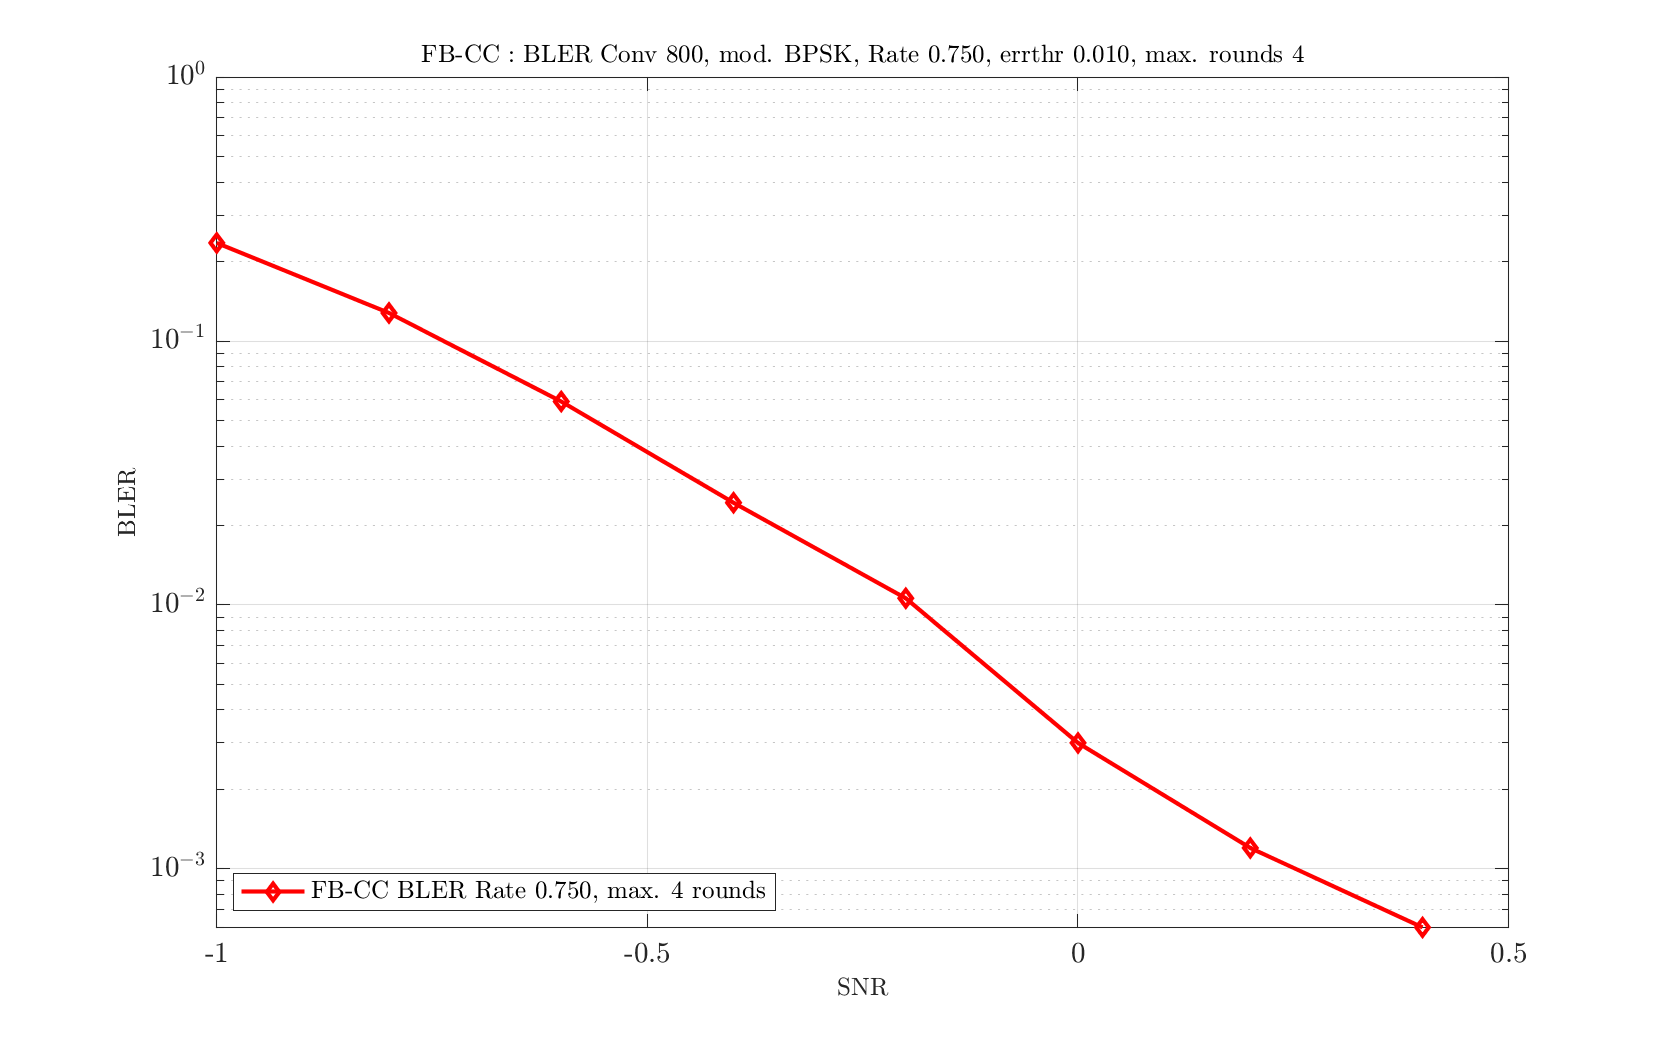 FB-CC : BLER Conv 800, mod. BPSK, Rate 0.750, errthr 0.010, max. rounds 4
10^0
10^-1
10^-2
10^-3
BLER
FB-CC BLER Rate 0.750, max. 4 rounds
-1 -0.5 0 0.5
SNR